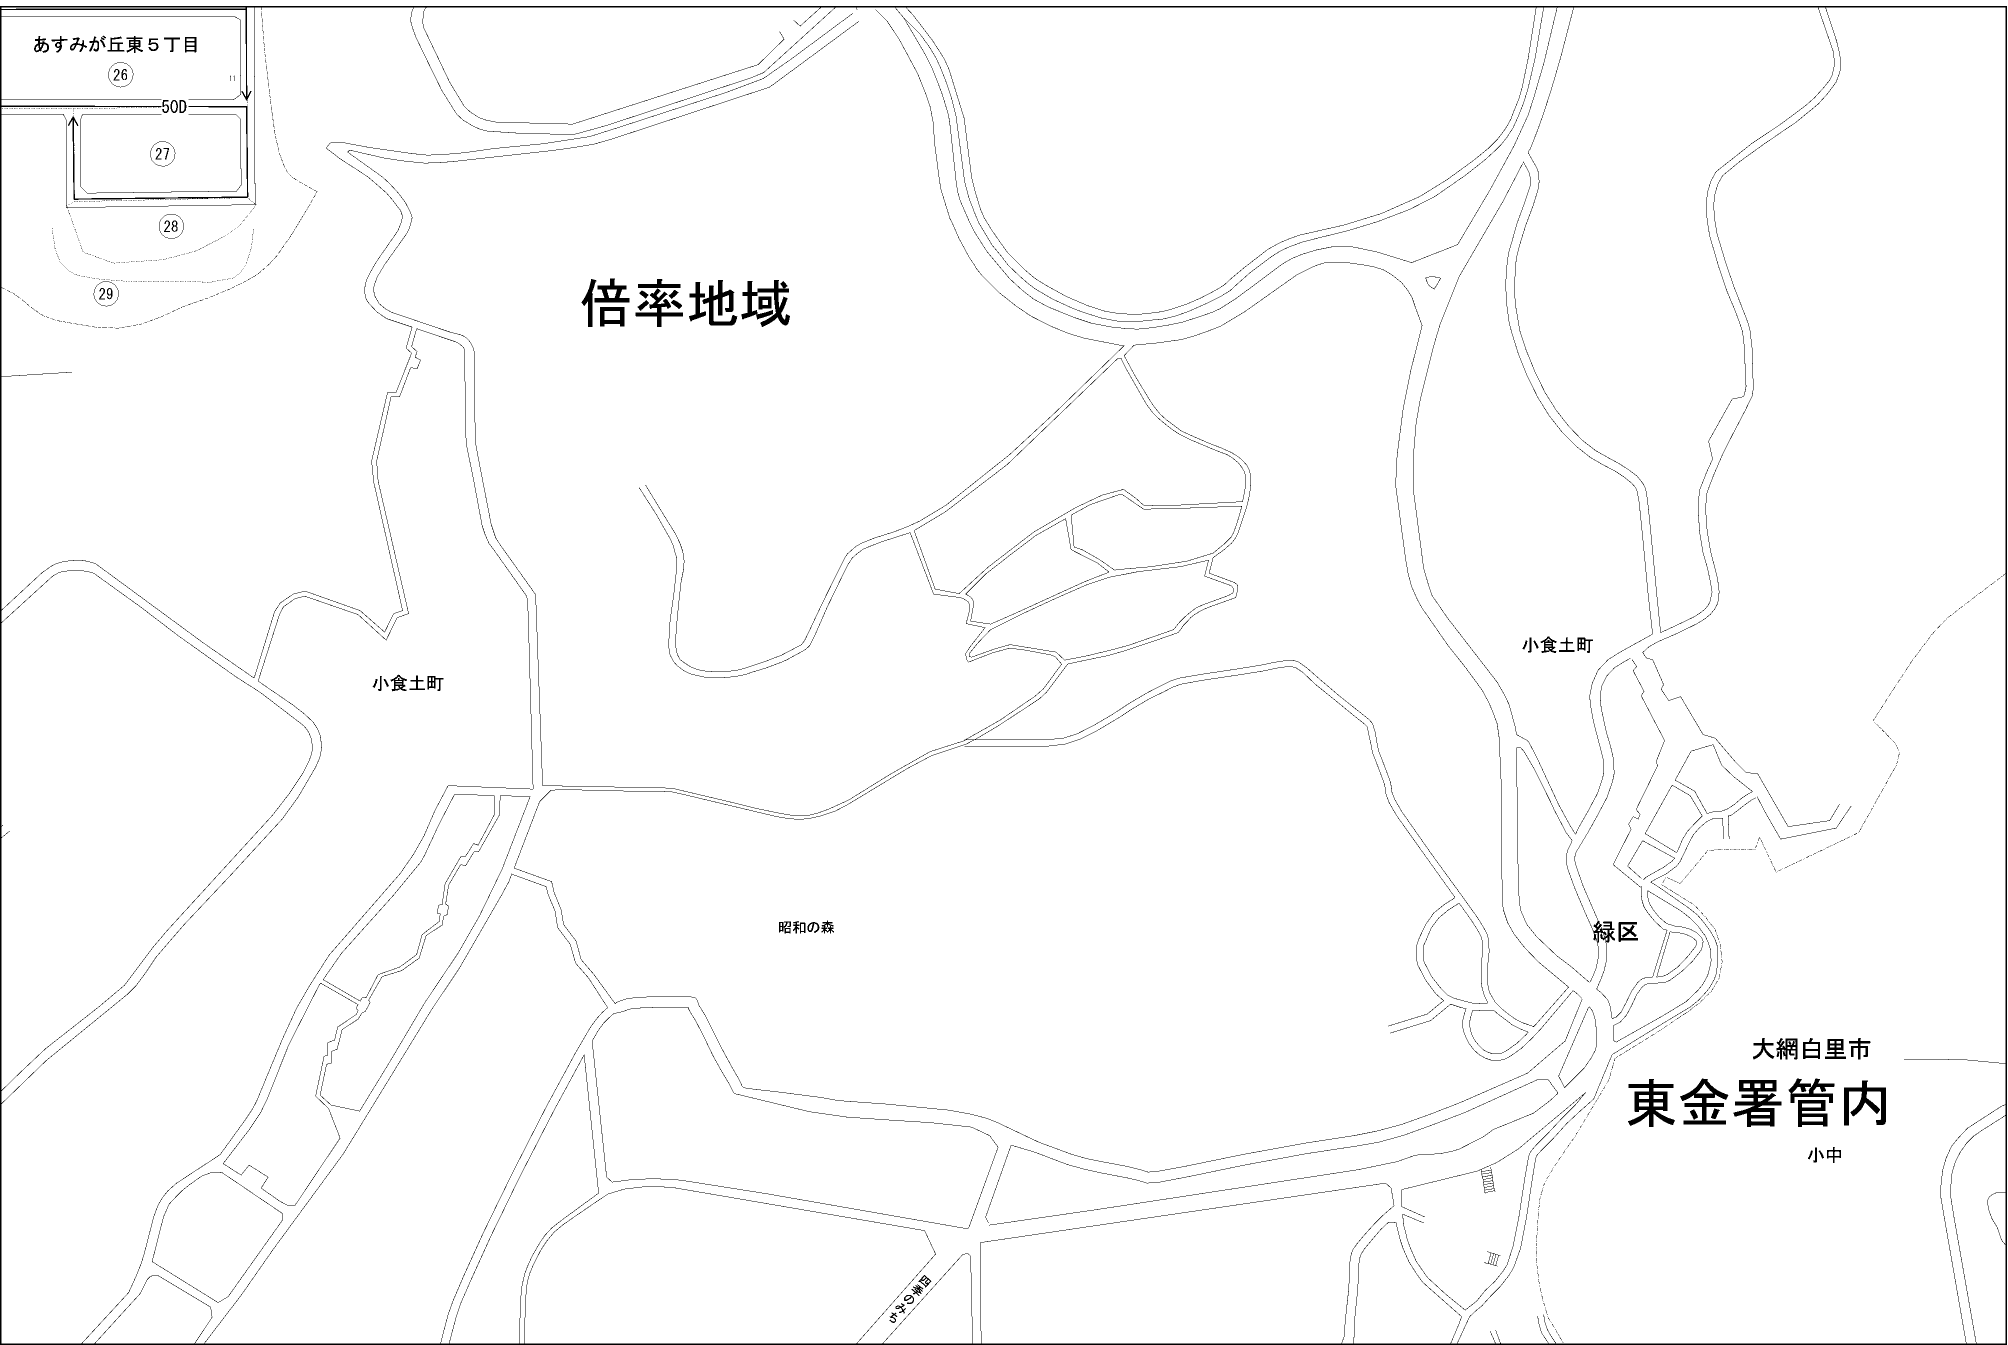 あすみが丘東５丁目
26
50D
27
28
29
倍率地域
小食土町
小食土町
昭和の森
緑区
大網白里市
東金署管内
小中
四季のみち